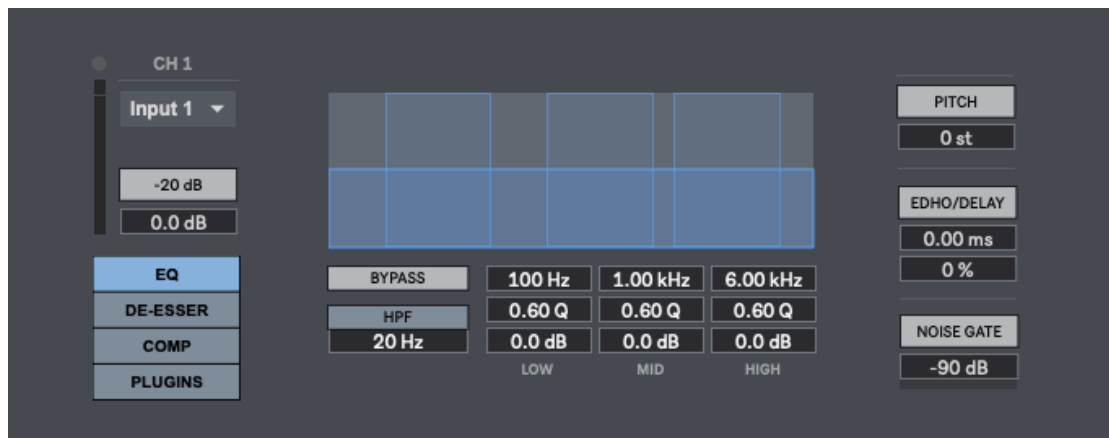 CH 1
Input 1
-20 dB
0.0 dB
EQ
DE-ESSER
COMP
PLUGINS
BYPASS
HPF
20 Hz
100 Hz 1.00 kHz 6.00 kHz
0.60 Q 0.60 Q 0.60 Q
0.0 dB 0.0 dB 0.0 dB
LOW MID HIGH
PITCH
0 st
EDHO/DELAY
0.00 ms
0 %
NOISE GATE
-90 dB